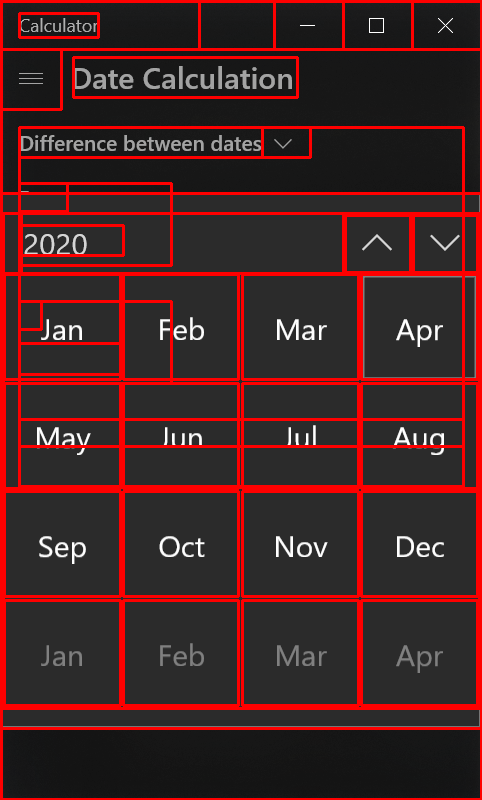 Calculator
Date Calculation
Difference between dates
2020
Jan Feb Mar Apr
May Jun Jul Aug
Sep Oct Nov Dec
Jan Feb Mar Apr